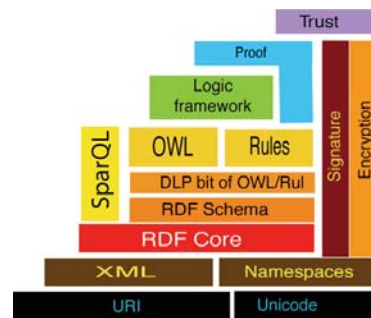 Trust
Proof
Logic
framework
SparQL
OWL
Rules
Signature
Encryption
DLP bit of OWL/Rul
RDF Schema
RDF Core
XML
Namespaces
URI
Unicode